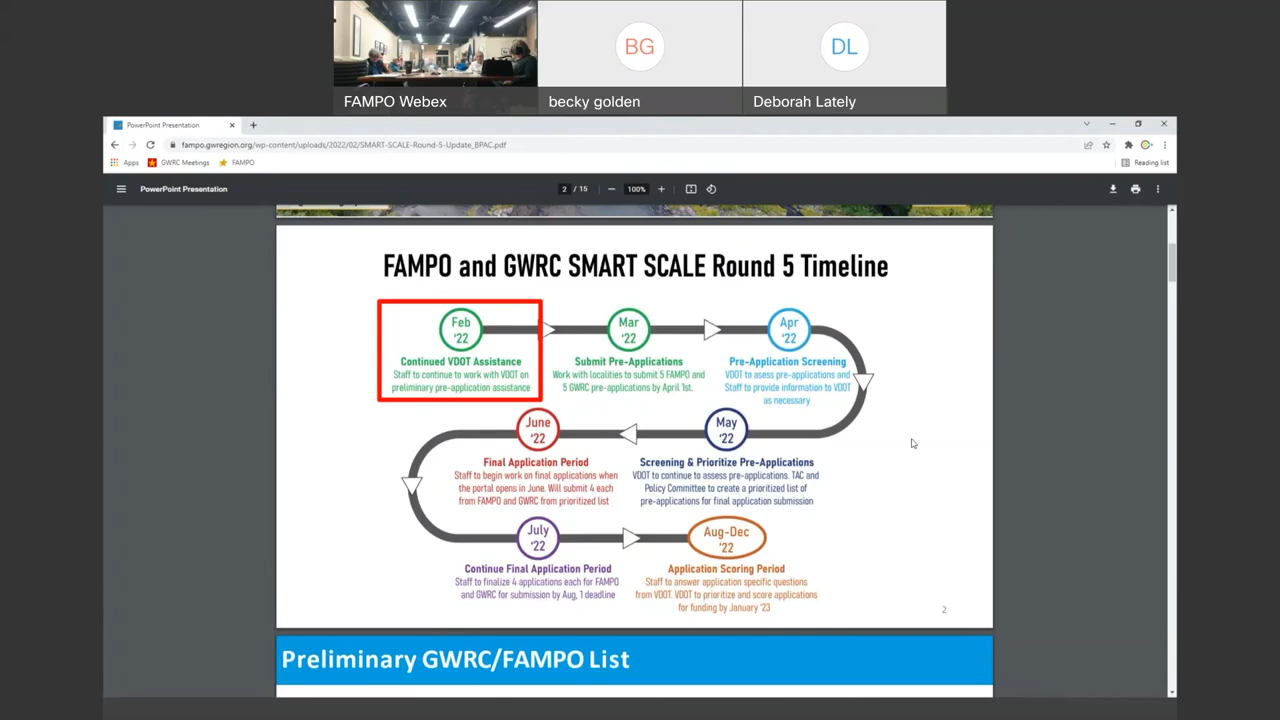 BG
DL
FAMPO Webex
becky golden
Deborah Lately
PowerPoint Presentation
fampo.gwregion.org/wp-content/uploads/2022/02/SMART-SCALE-Round-5-Update_BPAC.pdf
Apps
GWRC Meetings
FAMPO
Reading list
PowerPoint Presentation
2 / 15
100%
FAMPO and GWRC SMART SCALE Round 5 Timeline
Feb
'22
Continued VDOT Assistance
Staff to continue to work with VDOT on
preliminary pre-application assistance
Mar
'22
Submit Pre-Applications
Work with localities to submit 5 FAMPO and
5 GWRC pre-applications by April 1st.
Apr
'22
Pre-Application Screening
VDOT to assess pre-applications and
Staff to provide information to VDOT
as necessary
June
'22
Final Application Period
Staff to begin work on final applications when
the portal opens in June. Will submit 4 each
from FAMPO and GWRC from prioritized list
May
'22
Screening & Prioritize Pre-Applications
VDOT to continue to assess pre-applications. TAC and
Policy Committee to create a prioritized list of
pre-applications for final application submission
July
'22
Continue Final Application Period
Staff to finalize 4 applications each for FAMPO
and GWRC for submission by Aug, 1 deadline
Aug-Dec
'22
Application Scoring Period
Staff to answer application specific questions
from VDOT. VDOT to prioritize and score applications
for funding by January '23
2
Preliminary GWRC/FAMPO List